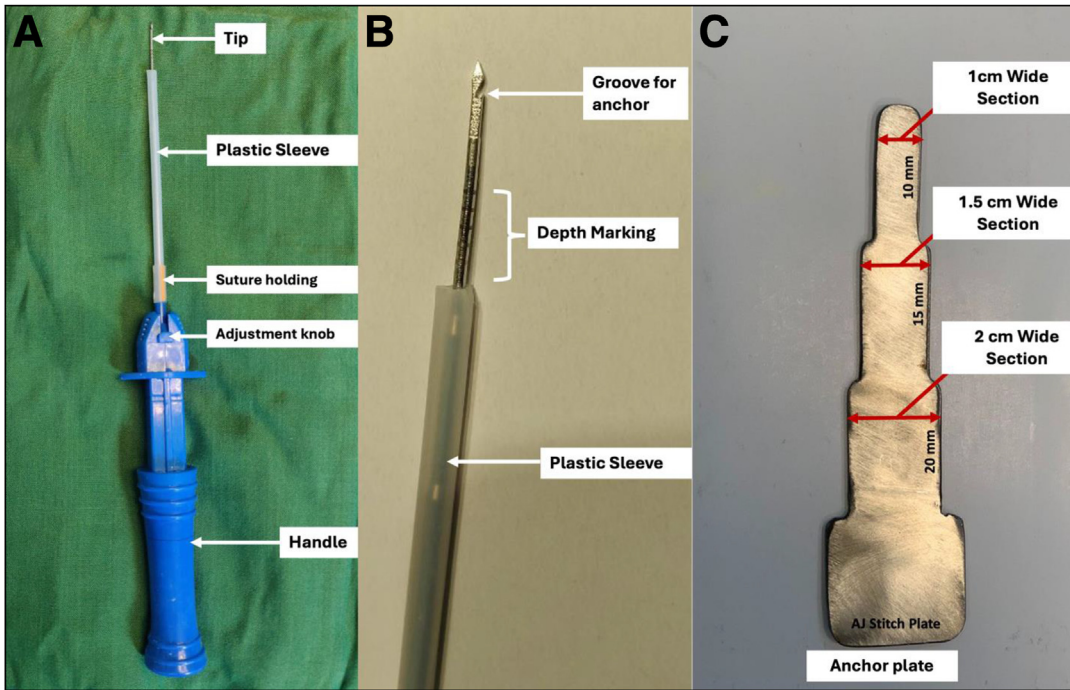 A
Tip
Plastic Sleeve
Suture holding
Adjustment knob
Handle
B
Groove for
anchor
Depth Marking
Plastic Sleeve
C
1cm Wide
Section
10 mm
1.5 cm Wide
Section
15 mm
2 cm Wide
Section
20 mm
AJ Stitch Plate
Anchor plate